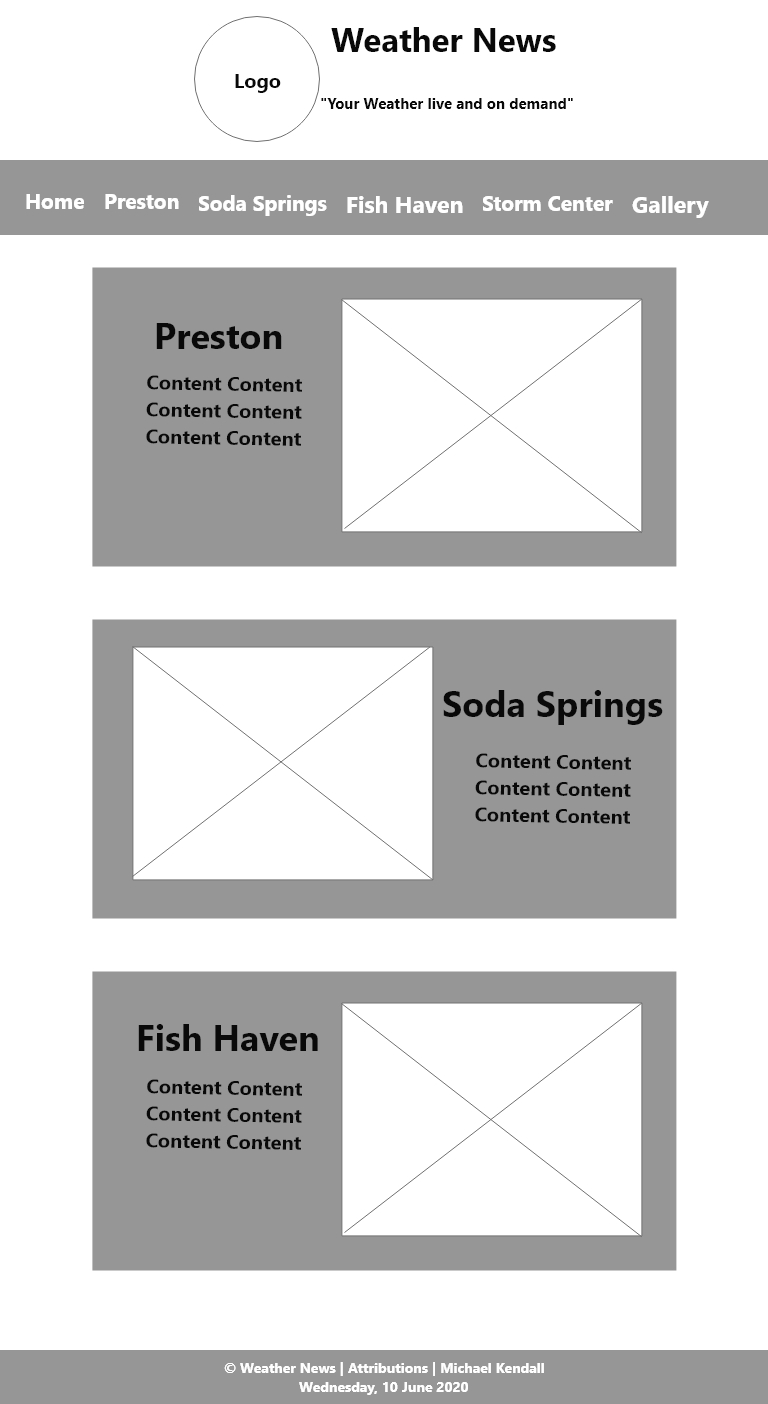 Logo
Weather News
"Your Weather live and on demand"
Home Preston Soda Springs Fish Haven Storm Center Gallery
Preston
Content Content
Content Content
Content Content
Soda Springs
Content Content
Content Content
Content Content
Fish Haven
Content Content
Content Content
Content Content
© Weather News | Attributions | Michael Kendall
Wednesday, 10 June 2020